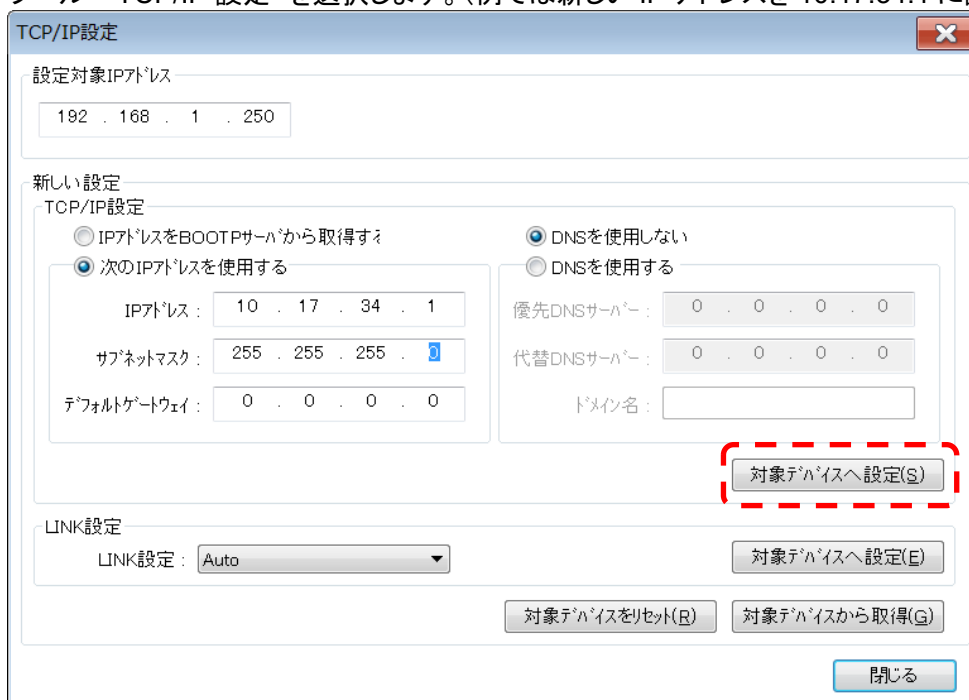 TCP/IP設定
設定対象IPアドレス
192 . 168 . 1 . 250
新しい設定
TCP/IP設定
IPアドレスをBOOTPサーバから取得する
次のIPアドレスを使用する
IPアドレス : 10 . 17 . 34 . 1
サブネットマスク : 255 . 255 . 255 . 0
デフォルトゲートウェイ : 0 . 0 . 0 . 0
DNSを使用しない
DNSを使用する
優先DNSサーバー : 0 . 0 . 0 . 0
代替DNSサーバー : 0 . 0 . 0 . 0
ドメイン名 :
対象デバイスへ設定(S)
LINK設定
LINK設定 : Auto
対象デバイスへ設定(E)
対象デバイスをリセット(R)
対象デバイスから取得(G)
閉じる